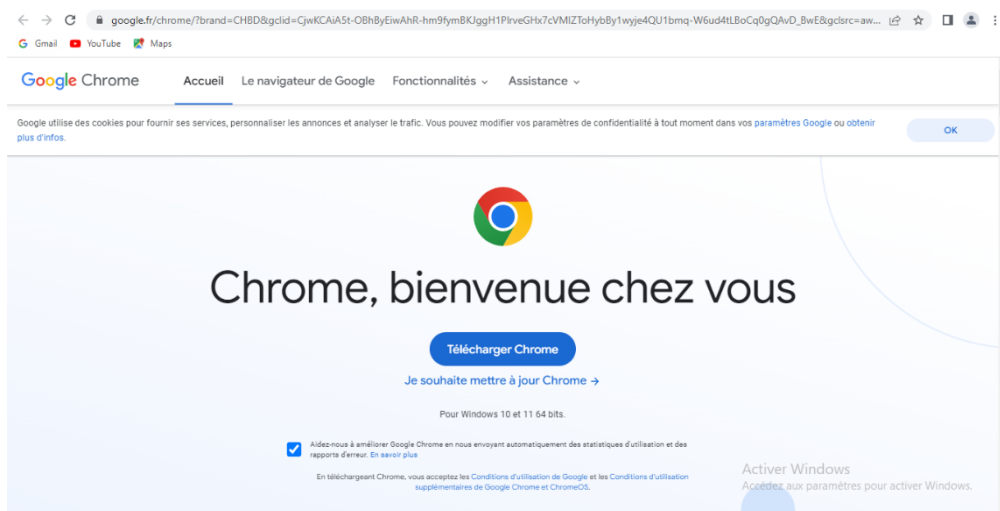 google.fr/chrome/?brand=CHBD&gclid=CjwKCAiA5t-OBhByEiwAhR-hm9fymBKJggH1PIrveGHx7cVMIZToHybBy1wyje4QU1bmq-W6ud4tLBoCq0gQAvD_BwE&gclsrc=aw...
Gmail YouTube Maps
Google Chrome Accueil Le navigateur de Google Fonctionnalités Assistance
Google utilise des cookies pour fournir ses services, personnaliser les annonces et analyser le trafic. Vous pouvez modifier vos paramètres de confidentialité à tout moment dans vos paramètres Google ou obtenir
plus d'infos.
OK
Chrome, bienvenue chez vous
Télécharger Chrome
Je souhaite mettre à jour Chrome →
Pour Windows 10 et 11 64 bits.
Aidez-nous à améliorer Google Chrome en nous envoyant automatiquement des statistiques d'utilisation et des
rapports d'erreur. En savoir plus
En téléchargeant Chrome, vous acceptez les Conditions d'utilisation de Google et les Conditions d'utilisation
supplémentaires de Google Chrome et ChromeOS.
Activer Windows
Accédez aux paramètres pour activer Windows.